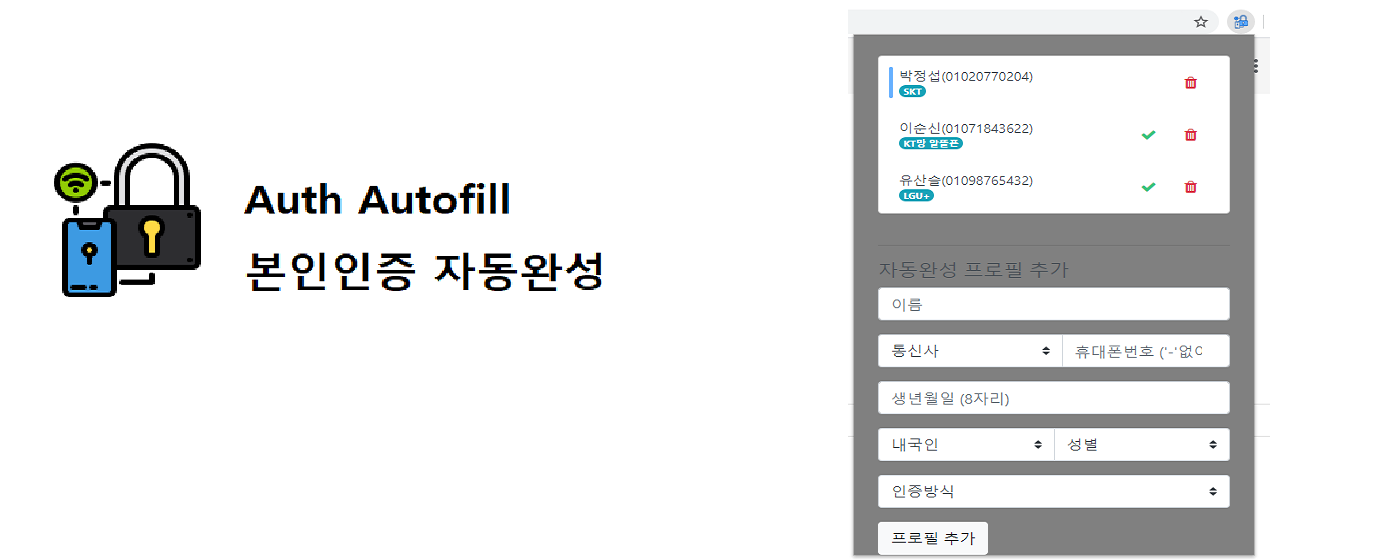 Auth Autofill
본인인증 자동완성
박정섭(01020770204)
SKT
이순신(01071843622)
KT망 알뜰폰
유산슬(01098765432)
LGU+
자동완성 프로필 추가
이름
통신사
휴대폰번호 ('-'없이
생년월일 (8자리)
내국인
성별
인증방식
프로필 추가